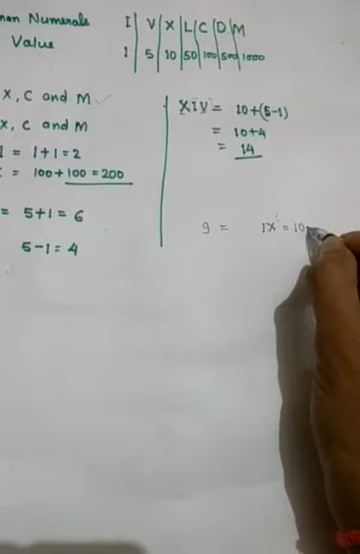 Numerals I V X L C D M
Value 1 5 10 50 100 500 1000
X, C and M
X, C and M
= 1+1=2
= 100+100=200
= 5+1=6
5-1=4
XIV = 10+(5-1)
= 10+4
= 14
9 = IX = 10